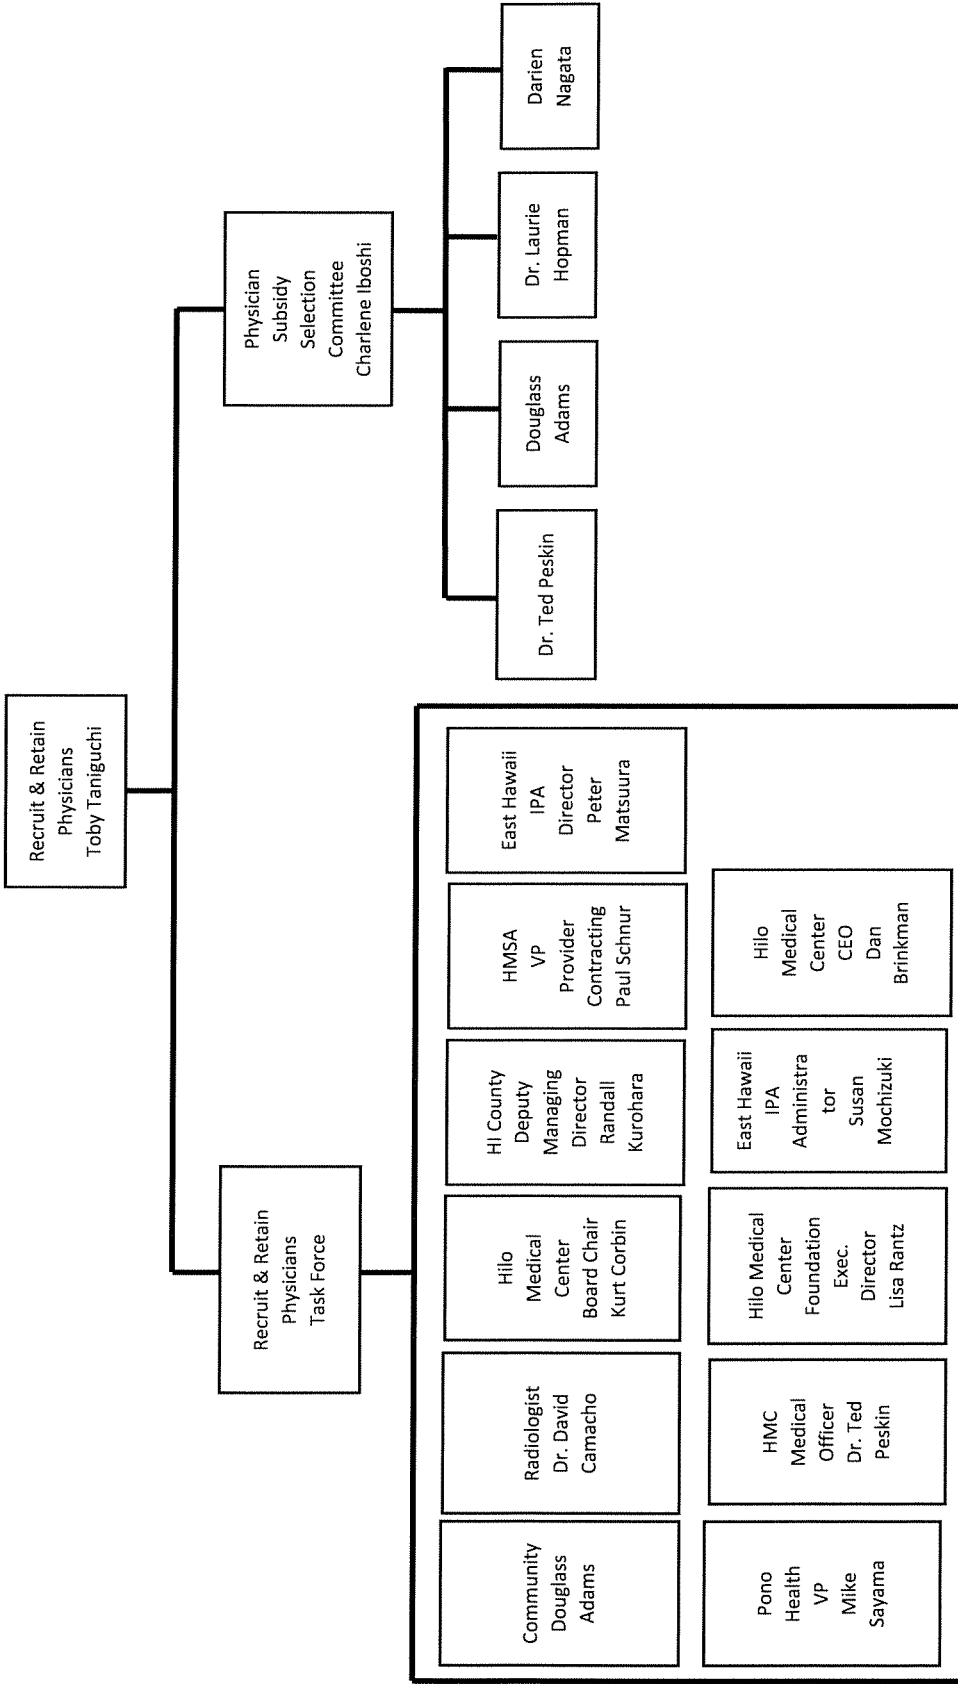 Recruit & Retain
Physicians
Toby Taniguchi
Recruit & Retain
Physicians
Task Force
Physician
Subsidy
Selection
Committee
Charlene Iboshi
Community
Douglass
Adams
Radiologist
Dr. David
Camacho
Hilo
Medical
Center
Board Chair
Kurt Corbin
HI County
Deputy
Managing
Director
Randall
Kurohara
HMSA
VP
Provider
Contracting
Paul Schnur
East Hawaii
IPA
Director
Peter
Matsuura
Pono
Health
VP
Mike
Sayama
HMC
Medical
Officer
Dr. Ted
Peskin
Hilo Medical
Center
Foundation
Exec.
Director
Lisa Rantz
East Hawaii
IPA
Administra
tor
Susan
Mochizuki
Hilo
Medical
Center
CEO
Dan
Brinkman
Dr. Ted Peskin
Douglass
Adams
Dr. Laurie
Hopman
Darien
Nagata